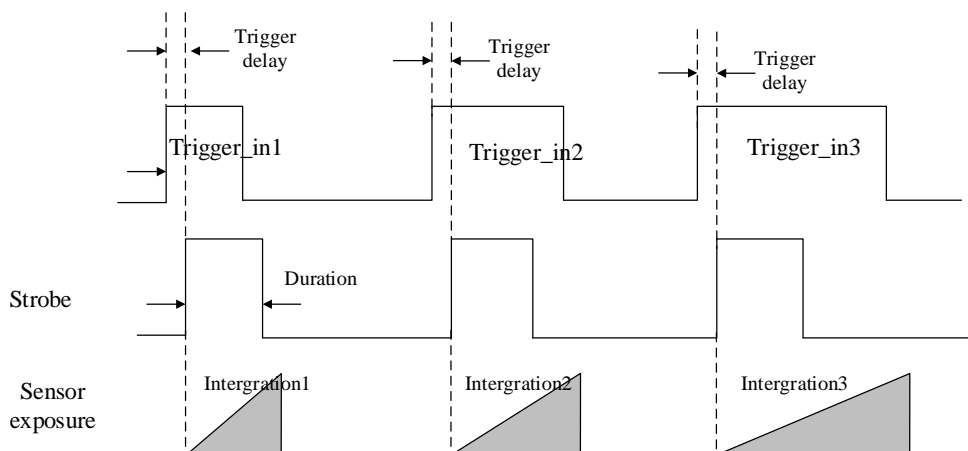 Trigger
delay
Trigger
delay
Trigger
delay
Trigger_in1
Trigger_in2
Trigger_in3
Strobe
Duration
Sensor
exposure
Intergration1
Intergration2
Intergration3